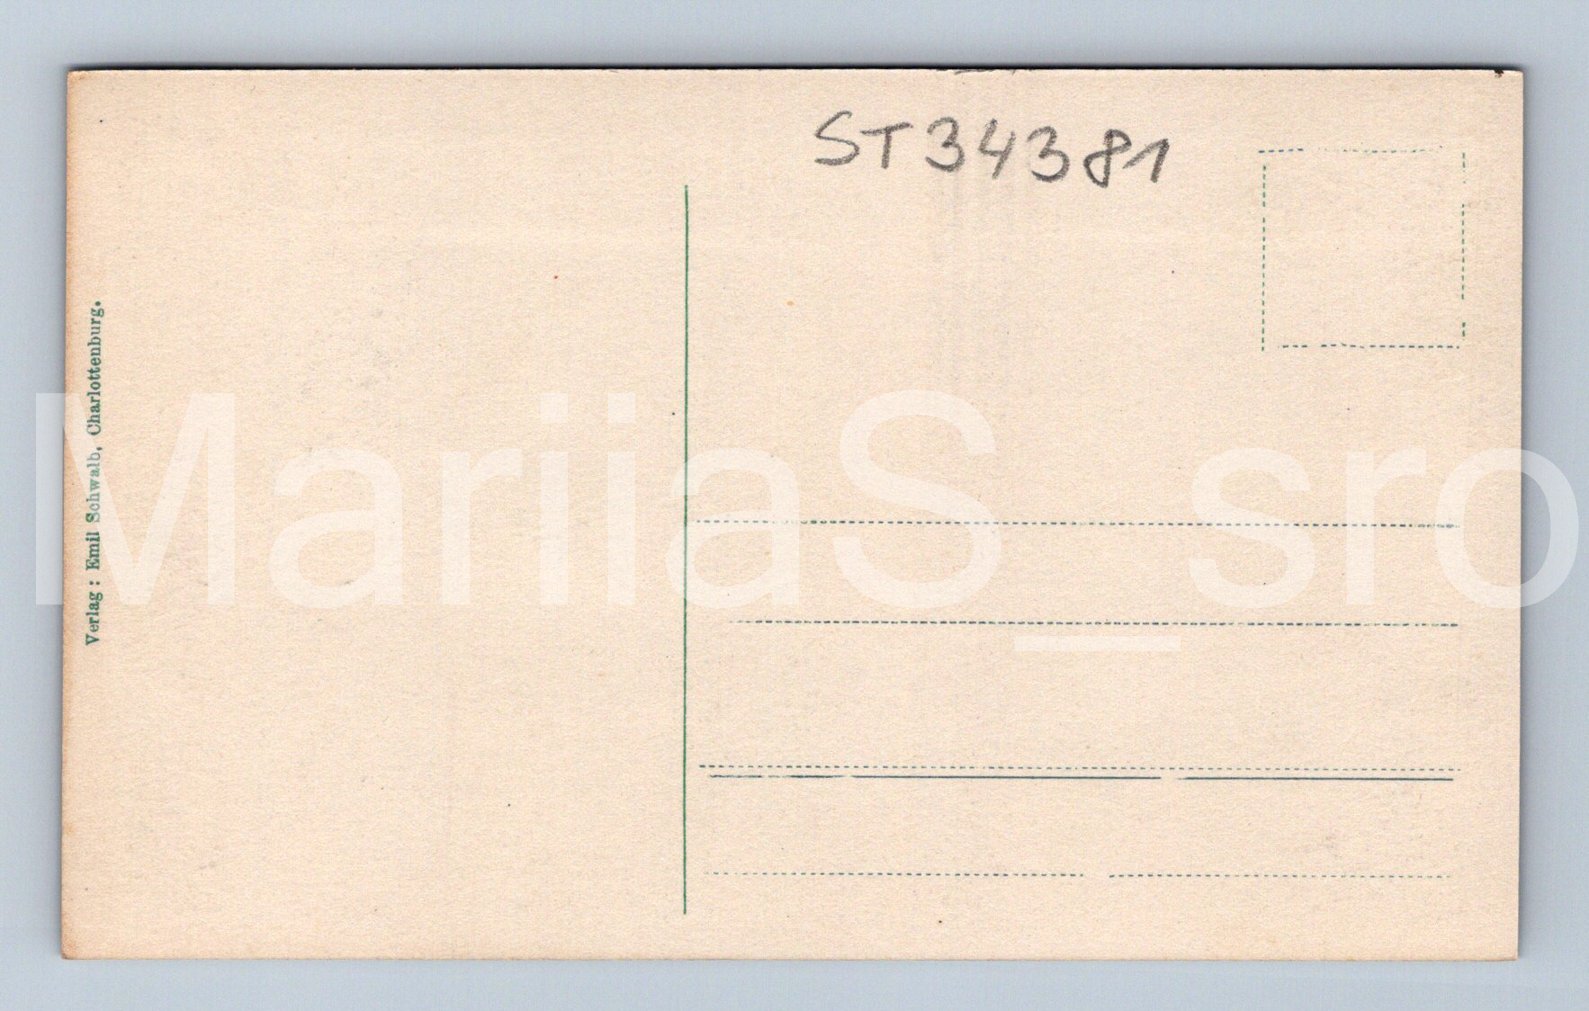 ST34381
Verlag : Emil Schwalb, Charlottenburg.
MariiaS_sro